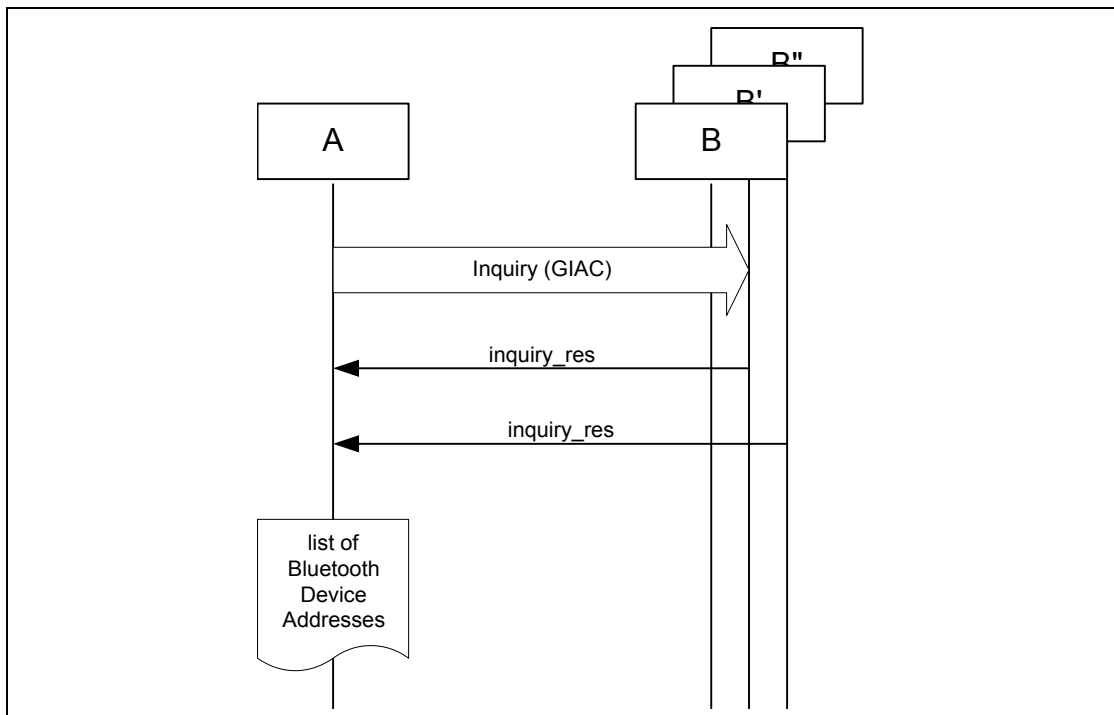 B"
B'
A
B
Inquiry (GIAC)
inquiry_res
inquiry_res
list of
Bluetooth
Device
Addresses